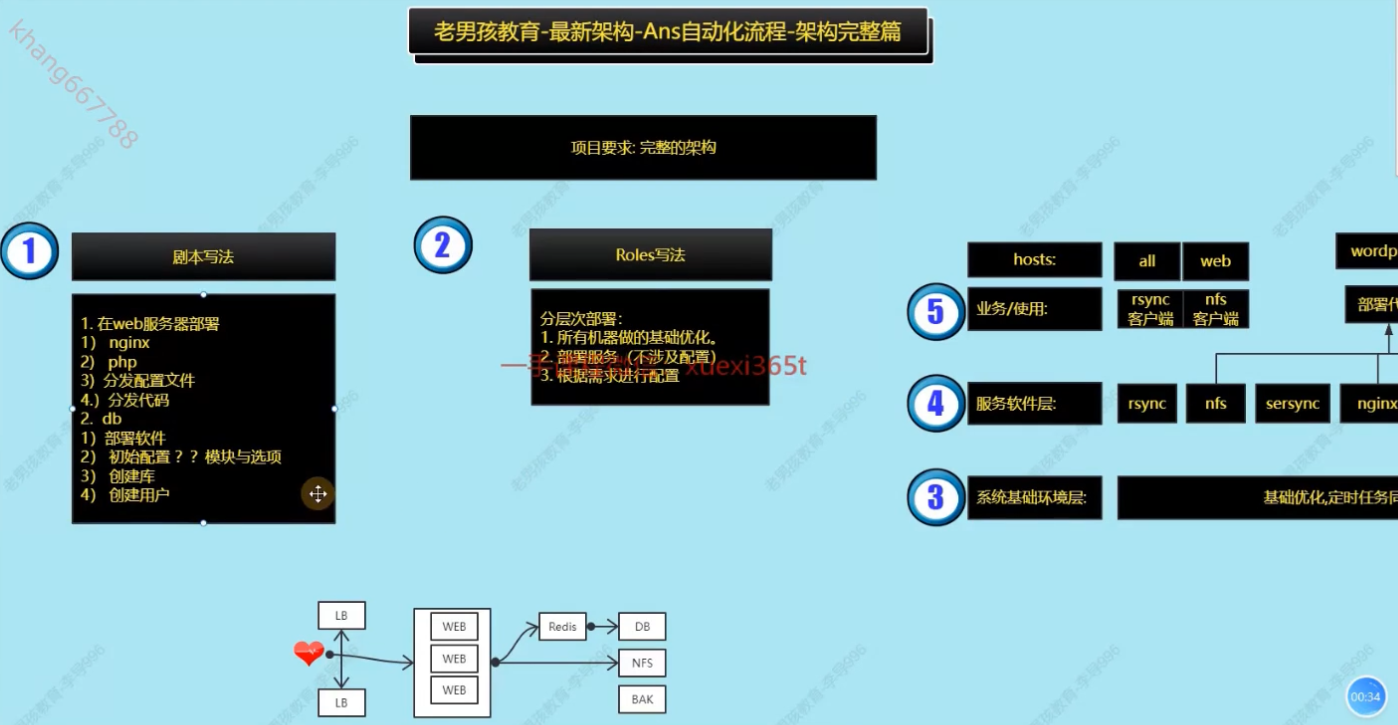 老男孩教育-最新架构-Ans自动化流程-架构完整篇
khang667788
项目要求: 完整的架构
1
剧本写法
1. 在web服务器部署
1） nginx
2） php
3）分发配置文件
4.）分发代码
2. db
1）部署软件
2） 初始配置？？模块与选项
3） 创建库
4） 创建用户
2
Roles写法
分层次部署：
1. 所有机器做的基础优化。
2. 部署服务（不涉及配置）
3. 根据需求进行配置
xuexi365t
hosts:
all
web
wordp
5
业务/使用:
rsync
客户端
nfs
客户端
部署代
4
服务软件层:
rsync
nfs
sersync
nginx
3
系统基础环境层:
基础优化,定时任务同
LB
LB
WEB
WEB
WEB
Redis
DB
NFS
BAK
00:34
老男孩教育-李导996